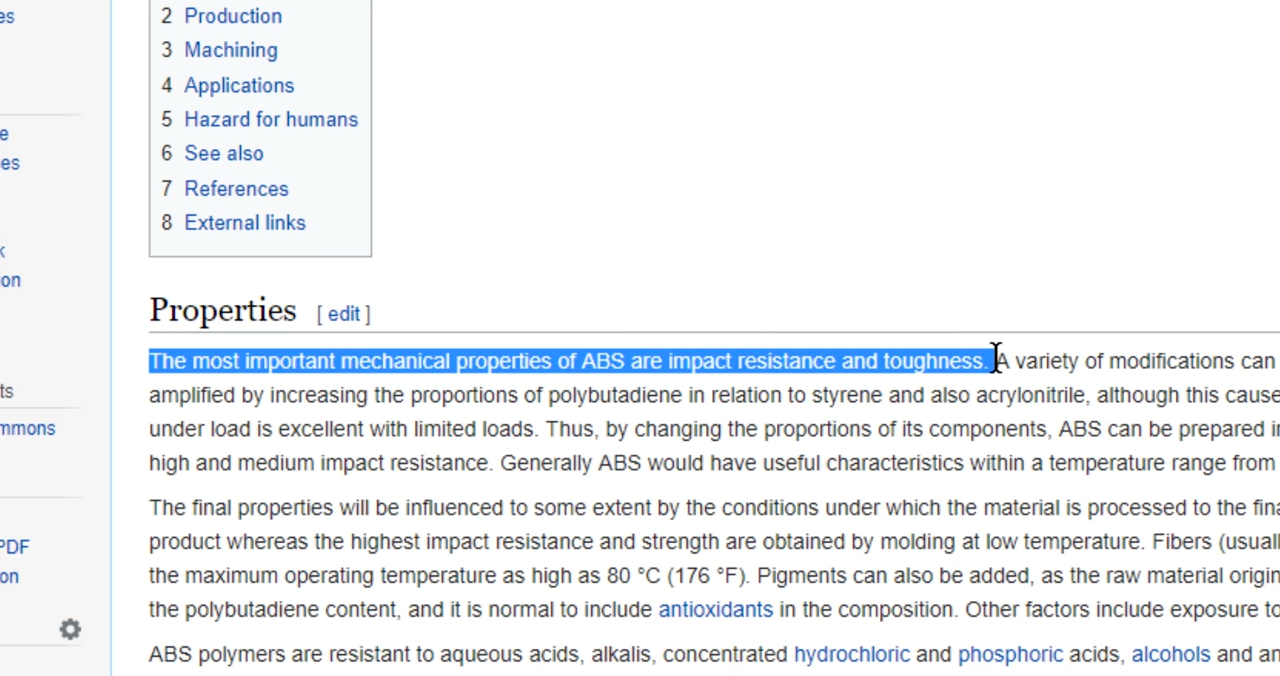 es
2 Production
3 Machining
4 Applications
5 Hazard for humans
6 See also
7 References
8 External links
e
es
k
on
ts
mmons
PDF
on
Properties [ edit ]
The most important mechanical properties of ABS are impact resistance and toughness. A variety of modifications can
amplified by increasing the proportions of polybutadiene in relation to styrene and also acrylonitrile, although this cause
under load is excellent with limited loads. Thus, by changing the proportions of its components, ABS can be prepared in
high and medium impact resistance. Generally ABS would have useful characteristics within a temperature range from
The final properties will be influenced to some extent by the conditions under which the material is processed to the fina
product whereas the highest impact resistance and strength are obtained by molding at low temperature. Fibers (usuall
the maximum operating temperature as high as 80 °C (176 °F). Pigments can also be added, as the raw material origin
the polybutadiene content, and it is normal to include antioxidants in the composition. Other factors include exposure to
ABS polymers are resistant to aqueous acids, alkalis, concentrated hydrochloric and phosphoric acids, alcohols and an